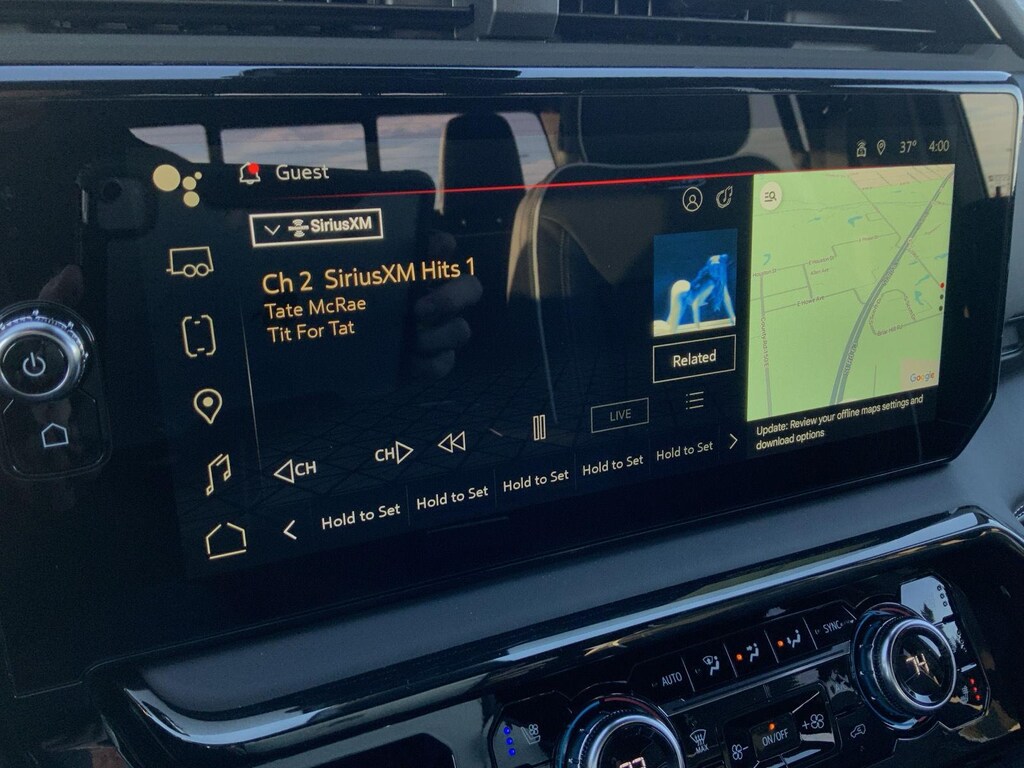 Guest
37° 4:00
SiriusXM
Ch 2 SiriusXM Hits 1
Tate McRae
Tit For Tat
Related
LIVE
CH
CH
Hold to Set
Hold to Set
Hold to Set
Hold to Set
Hold to Set
Google
Update: Review your offline maps settings and
download options
AUTO
SYNC
74
MAX
ON/OFF